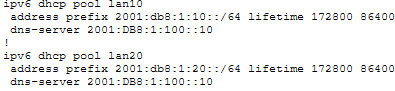 ipv6 dhcp pool lan10
 address prefix 2001:db8:1:10::/64 lifetime 172800 86400
 dns-server 2001:DB8:1:100::10
!
ipv6 dhcp pool lan20
 address prefix 2001:db8:1:20::/64 lifetime 172800 86400
 dns-server 2001:DB8:1:100::10